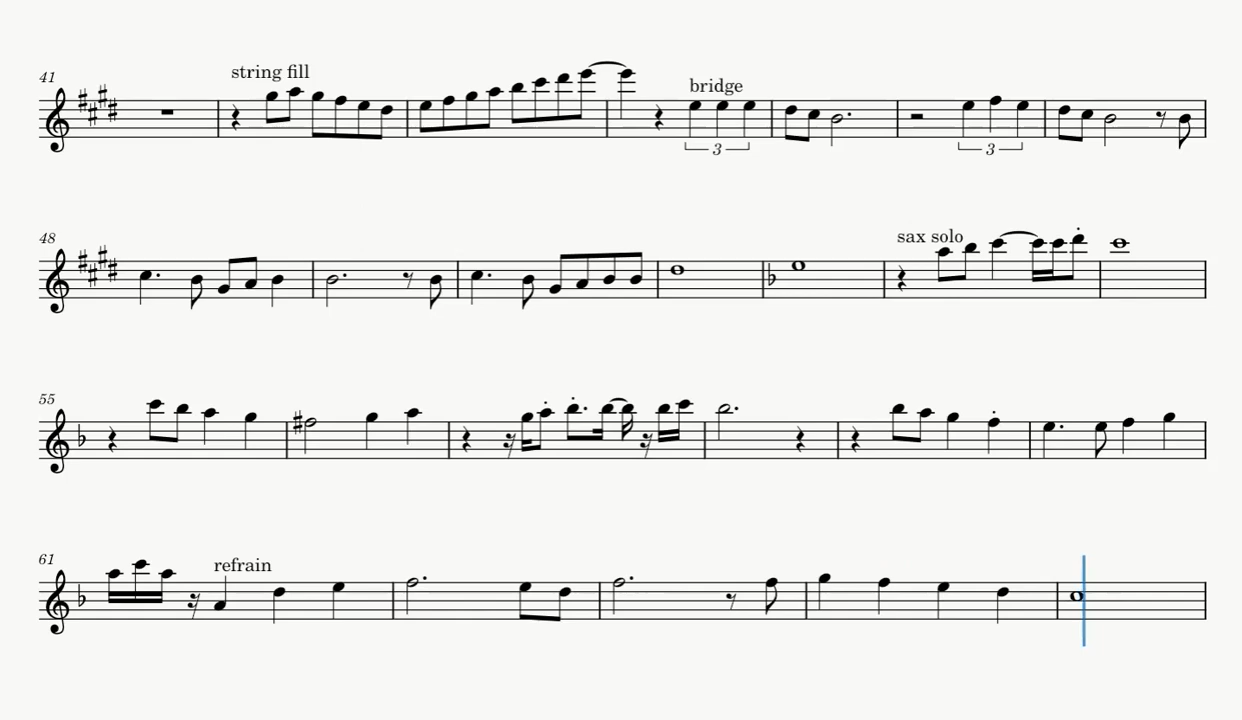 41
string fill
bridge
3
3
48
sax solo
55
61
refrain